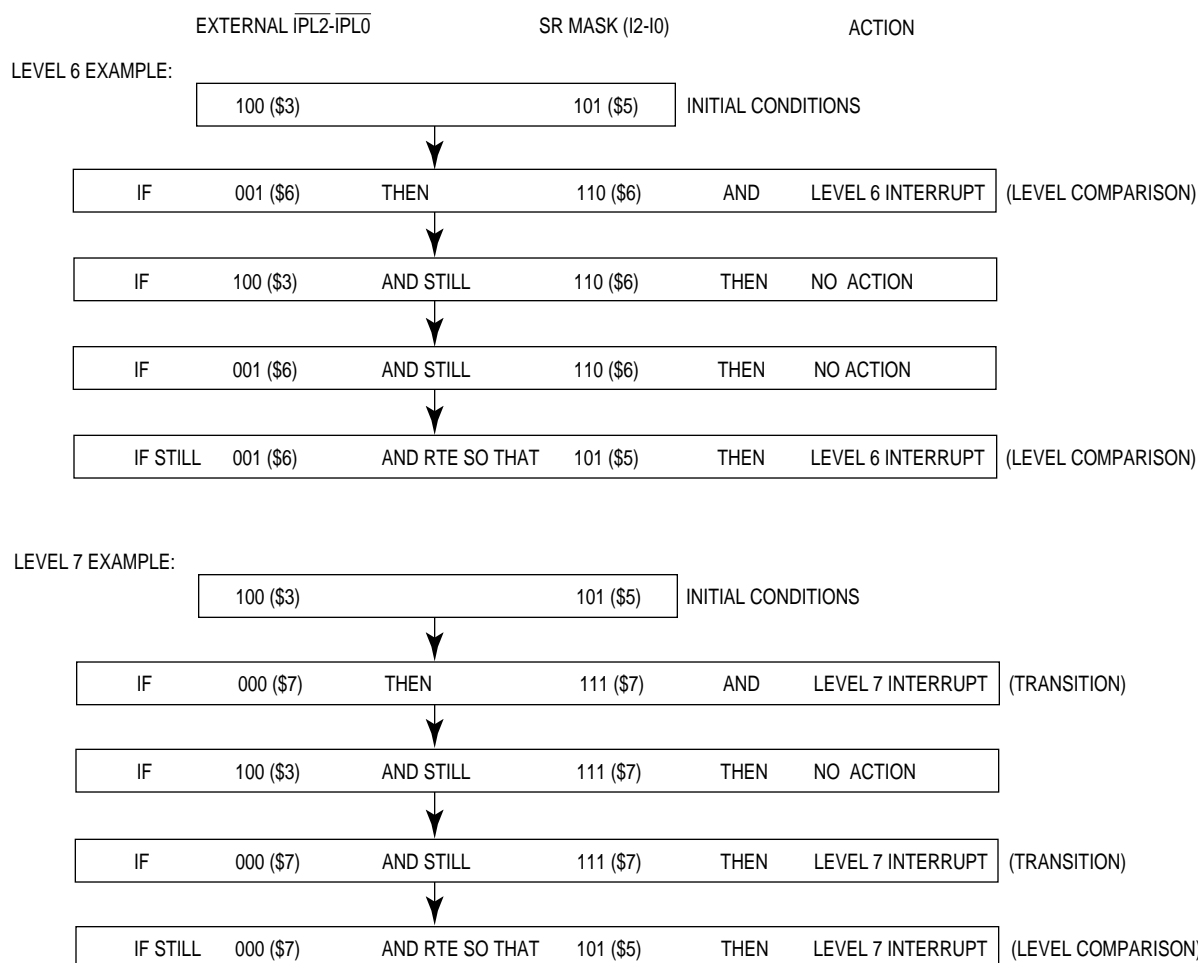 EXTERNAL IPL2-IPL0 SR MASK (I2-I0) ACTION
LEVEL 6 EXAMPLE:
100 ($3) 101 ($5) INITIAL CONDITIONS
IF 001 ($6) THEN 110 ($6) AND LEVEL 6 INTERRUPT (LEVEL COMPARISON)
IF 100 ($3) AND STILL 110 ($6) THEN NO ACTION
IF 001 ($6) AND STILL 110 ($6) THEN NO ACTION
IF STILL 001 ($6) AND RTE SO THAT 101 ($5) THEN LEVEL 6 INTERRUPT (LEVEL COMPARISON)
LEVEL 7 EXAMPLE:
100 ($3) 101 ($5) INITIAL CONDITIONS
IF 000 ($7) THEN 111 ($7) AND LEVEL 7 INTERRUPT (TRANSITION)
IF 100 ($3) AND STILL 111 ($7) THEN NO ACTION
IF 000 ($7) AND STILL 111 ($7) THEN LEVEL 7 INTERRUPT (TRANSITION)
IF STILL 000 ($7) AND RTE SO THAT 101 ($5) THEN LEVEL 7 INTERRUPT (LEVEL COMPARISON)